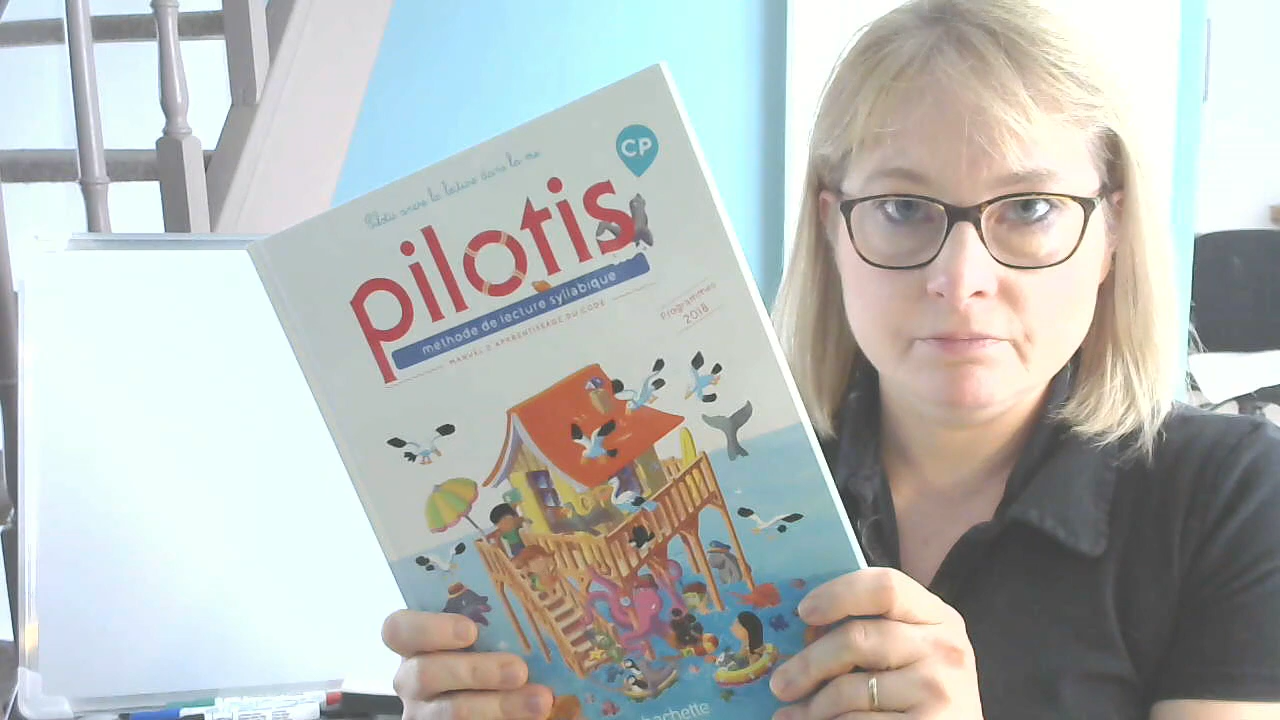 Pilotis ancre la lecture dans la vie
CP
pilotis
méthode de lecture syllabique
MANUEL D'APPRENTISSAGE DU CODE
Programmes
2018
hachette